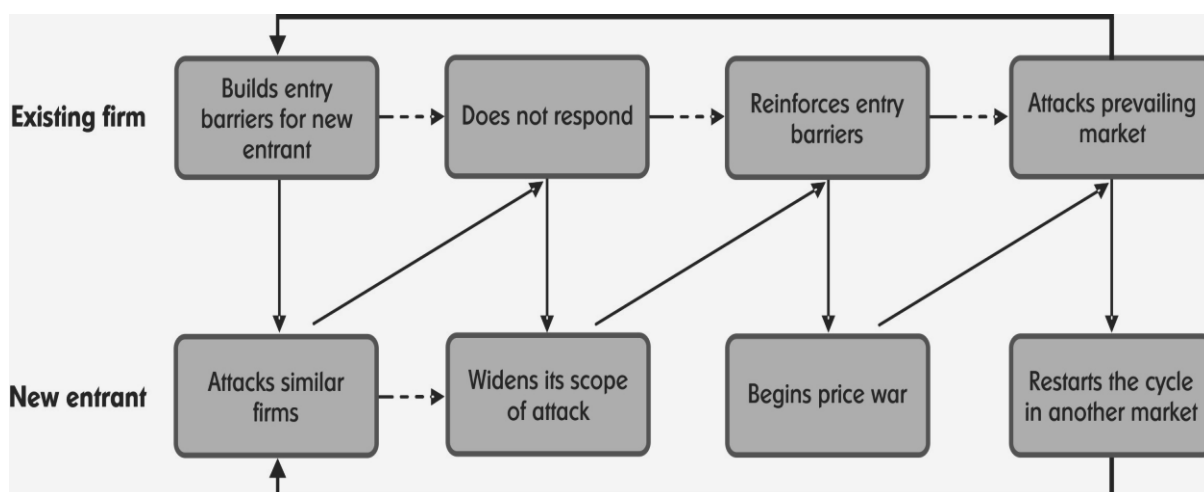 Existing firm
Builds entry
barriers for new
entrant
Does not respond
Reinforces entry
barriers
Attacks prevailing
market
New entrant
Attacks similar
firms
Widens its scope
of attack
Begins price war
Restarts the cycle
in another market